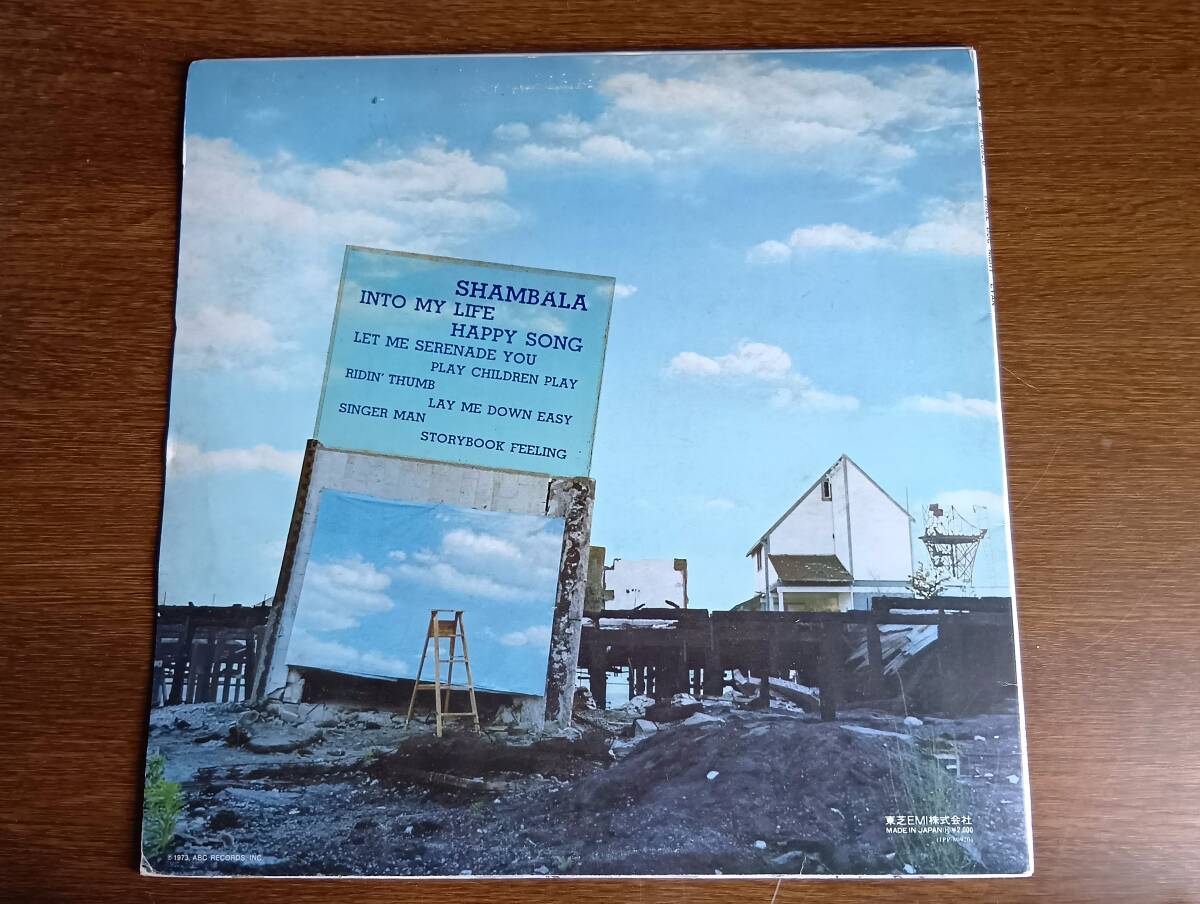 SHAMBALA
INTO MY LIFE
HAPPY SONG
LET ME SERENADE YOU
PLAY CHILDREN PLAY
RIDIN' THUMB
LAY ME DOWN EASY
SINGER MAN
STORYBOOK FEELING
東芝EMI株式会社
MADE IN JAPAN ¥2,000
©1973, ABC RECORDS, INC.